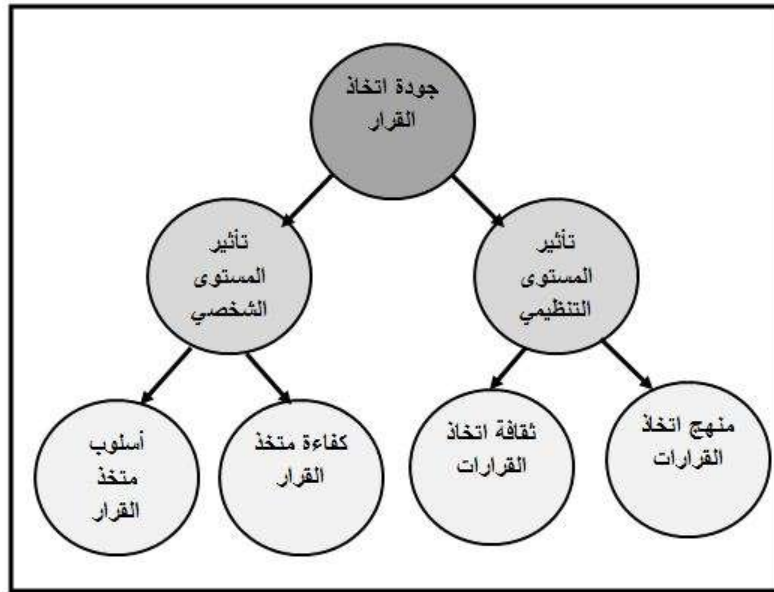 جودة اتخاذ
القرار
تأثير
المستوى
التنظيمي
تأثير
المستوى
الشخصي
منهج اتخاذ
القرارات
ثقافة اتخاذ
القرارات
كفاءة متخذ
القرار
أسلوب
متخذ
القرار